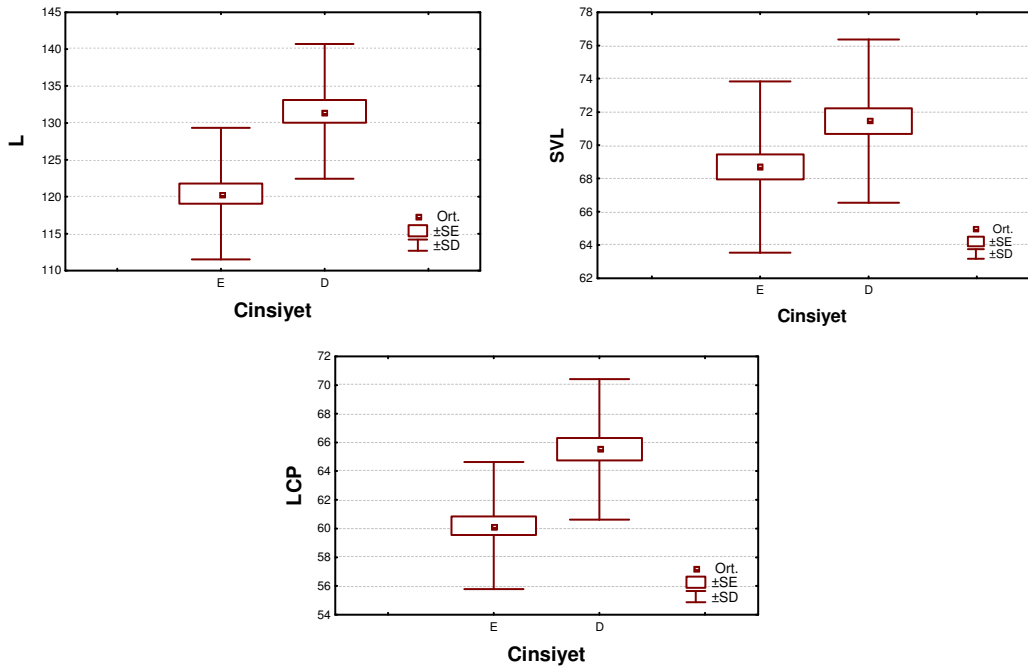 L
145
140
135
130
125
120
115
110
E D
Cinsiyet
Ort.
±SE
±SD
SVL
78
76
74
72
70
68
66
64
62
E D
Cinsiyet
Ort.
±SE
±SD
LCP
72
70
68
66
64
62
60
58
56
54
E D
Cinsiyet
Ort.
±SE
±SD